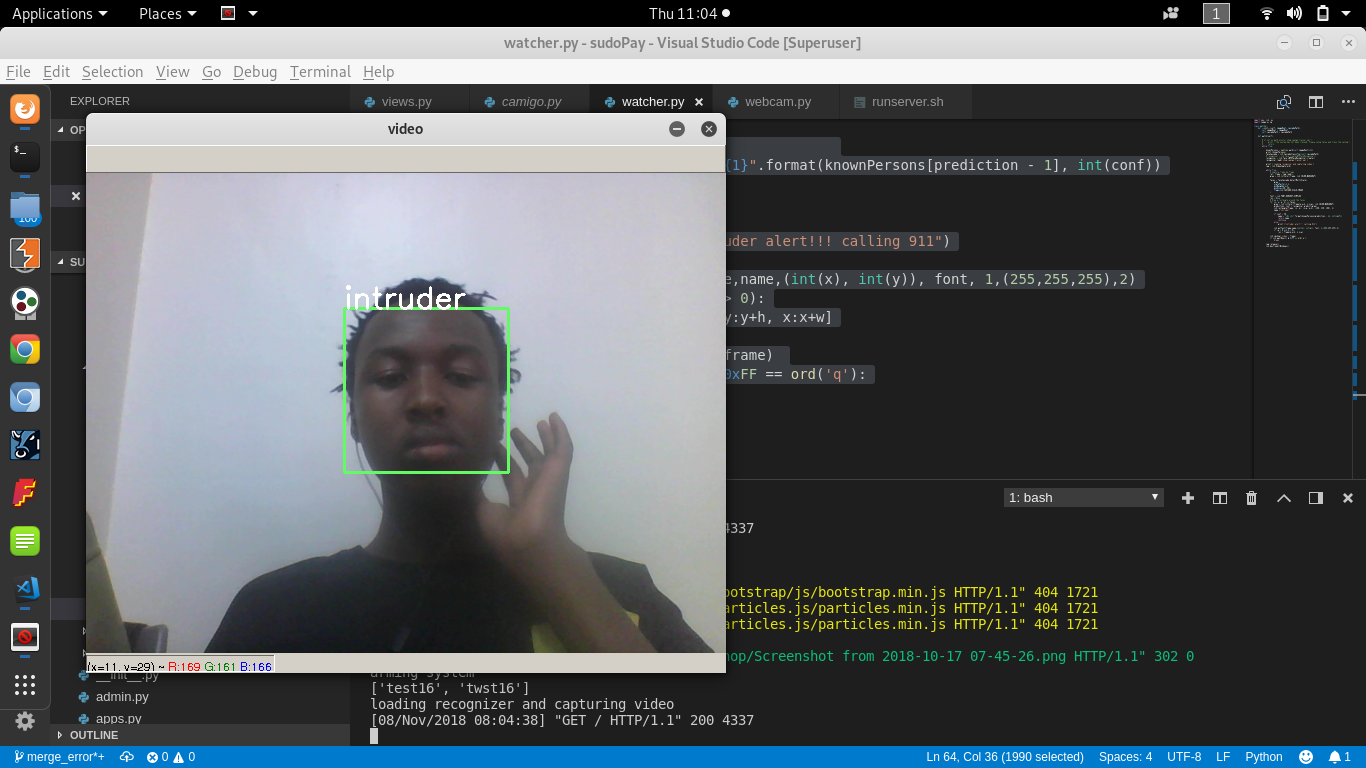 Applications Places Thu 11:04 1
watcher.py - sudoPay - Visual Studio Code [Superuser]
File Edit Selection View Go Debug Terminal Help
EXPLORER views.py camigo.py watcher.py webcam.py runserver.sh
OP
video
{1}".format(knownPersons[prediction - 1], int(conf))
uder alert!!! calling 911")
SU
e,name,(int(x), int(y)), font, 1,(255,255,255),2)
intruder
> 0):
y:y+h, x:x+w]
frame)
0xFF == ord('q'):
1: bash
4337
ootstrap/js/bootstrap.min.js HTTP/1.1" 404 1721
articles.js/particles.min.js HTTP/1.1" 404 1721
articles.js/particles.min.js HTTP/1.1" 404 1721
hop/Screenshot from 2018-10-17 07-45-26.png HTTP/1.1" 302 0
(x=11, y=29) ~ R:169 G:161 B:166
arming system
__init__.py
['test16', 'twst16']
admin.py
loading recognizer and capturing video
apps.py
[08/Nov/2018 08:04:38] "GET / HTTP/1.1" 200 4337
OUTLINE
merge_error*+ 0 0 Ln 64, Col 36 (1990 selected) Spaces: 4 UTF-8 LF Python 1